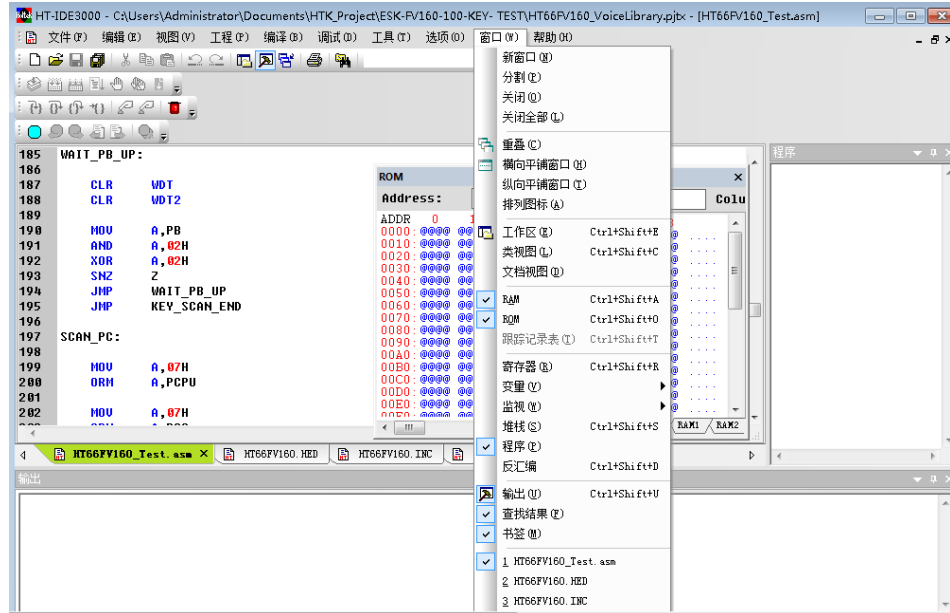 HT-IDE3000 - C:\Users\Administrator\Documents\HTK_Project\ESK-FV160-100-KEY- TEST\HT66FV160_VoiceLibrary.pjtx - [HT66FV160_Test.asm]
文件(F) 编辑(E) 视图(V) 工程(P) 编译(B) 调试(D) 工具(T) 选项(O) 窗口(W) 帮助(H)
新窗口(N)
分割(P)
关闭(O)
关闭全部(L)
重叠(C)
横向平铺窗口(H)
纵向平铺窗口(T)
排列图标(A)
工作区(E) Ctrl+Shift+E
类视图(L) Ctrl+Shift+C
文档视图(D)
RAM Ctrl+Shift+A
ROM Ctrl+Shift+O
跟踪记录表(T) Ctrl+Shift+T
寄存器(R) Ctrl+Shift+R
变量(V)
监视(W)
堆栈(S) Ctrl+Shift+S
程序(P)
反汇编 Ctrl+Shift+D
输出(U) Ctrl+Shift+U
查找结果(F)
书签(M)
1 HT66FV160_Test.asm
2 HT66FV160.HED
3 HT66FV160.INC
185 WAIT_PB_UP:
186
187 CLR WDT
188 CLR WDT2
189
190 MOV A,PB
191 AND A,02H
192 XOR A,02H
193 SNZ Z
194 JMP WAIT_PB_UP
195 JMP KEY_SCAN_END
196
197 SCAN_PC:
198
199 MOV A,07H
200 ORM A,PCPU
201
202 MOV A,07H
ROM
Address: Colu
ADDR 0 1
0000: @@@@ @@
0010: @@@@ @@
0020: @@@@ @@
0030: @@@@ @@
0040: @@@@ @@
0050: @@@@ @@
0060: @@@@ @@
0070: @@@@ @@
0080: @@@@ @@
0090: @@@@ @@
00A0: @@@@ @@
00B0: @@@@ @@
00C0: @@@@ @@
00D0: @@@@ @@
00E0: @@@@ @@
00F0: @@@@ @@
RAM1 RAM2
程序
HT66FV160_Test.asm HT66FV160.HED HT66FV160.INC
输出